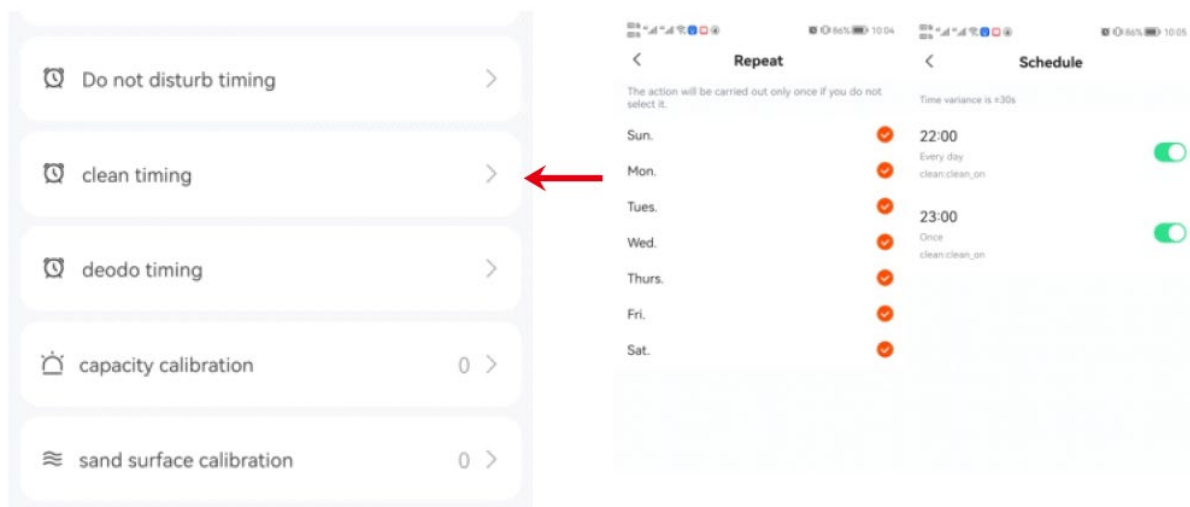 Do not disturb timing
clean timing
deodo timing
capacity calibration 0
sand surface calibration 0
66% 10:04
Repeat
The action will be carried out only once if you do not
select it.
Sun.
Mon.
Tues.
Wed.
Thurs.
Fri.
Sat.
66% 10:05
Schedule
Time variance is ±30s
22:00
Every day
clean:clean_on
23:00
Once
clean:clean_on